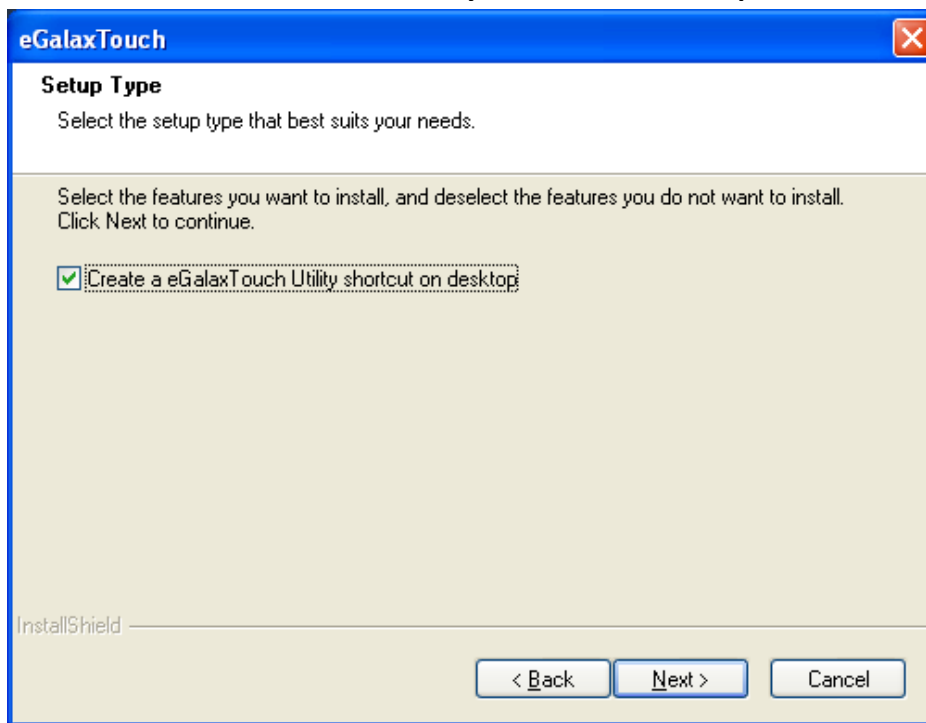 eGalaxTouch
Setup Type
Select the setup type that best suits your needs.
Select the features you want to install, and deselect the features you do not want to install.
Click Next to continue.
Create a eGalaxTouch Utility shortcut on desktop
InstallShield
< Back Next > Cancel